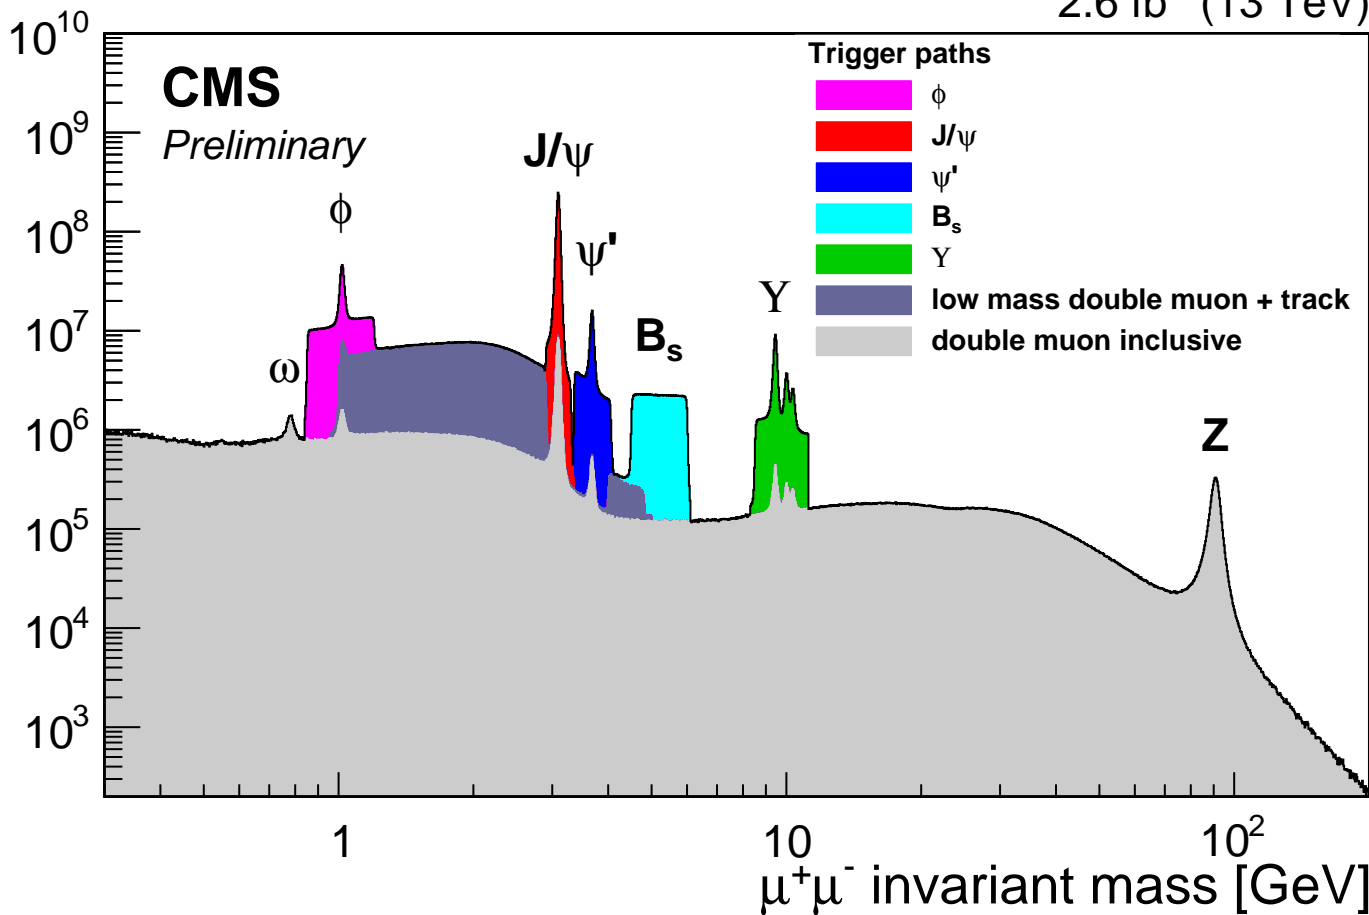 2.6 fb (13 TeV)
10¹⁰
10⁹
10⁸
10⁷
10⁶
10⁵
10⁴
10³
CMS
Preliminary
Trigger paths
ϕ
J/ψ
ψ'
Bₛ
Υ
low mass double muon + track
double muon inclusive
ω
ϕ
J/ψ
ψ'
Bₛ
Υ
Z
1
10
10²
μ⁺μ⁻ invariant mass [GeV]